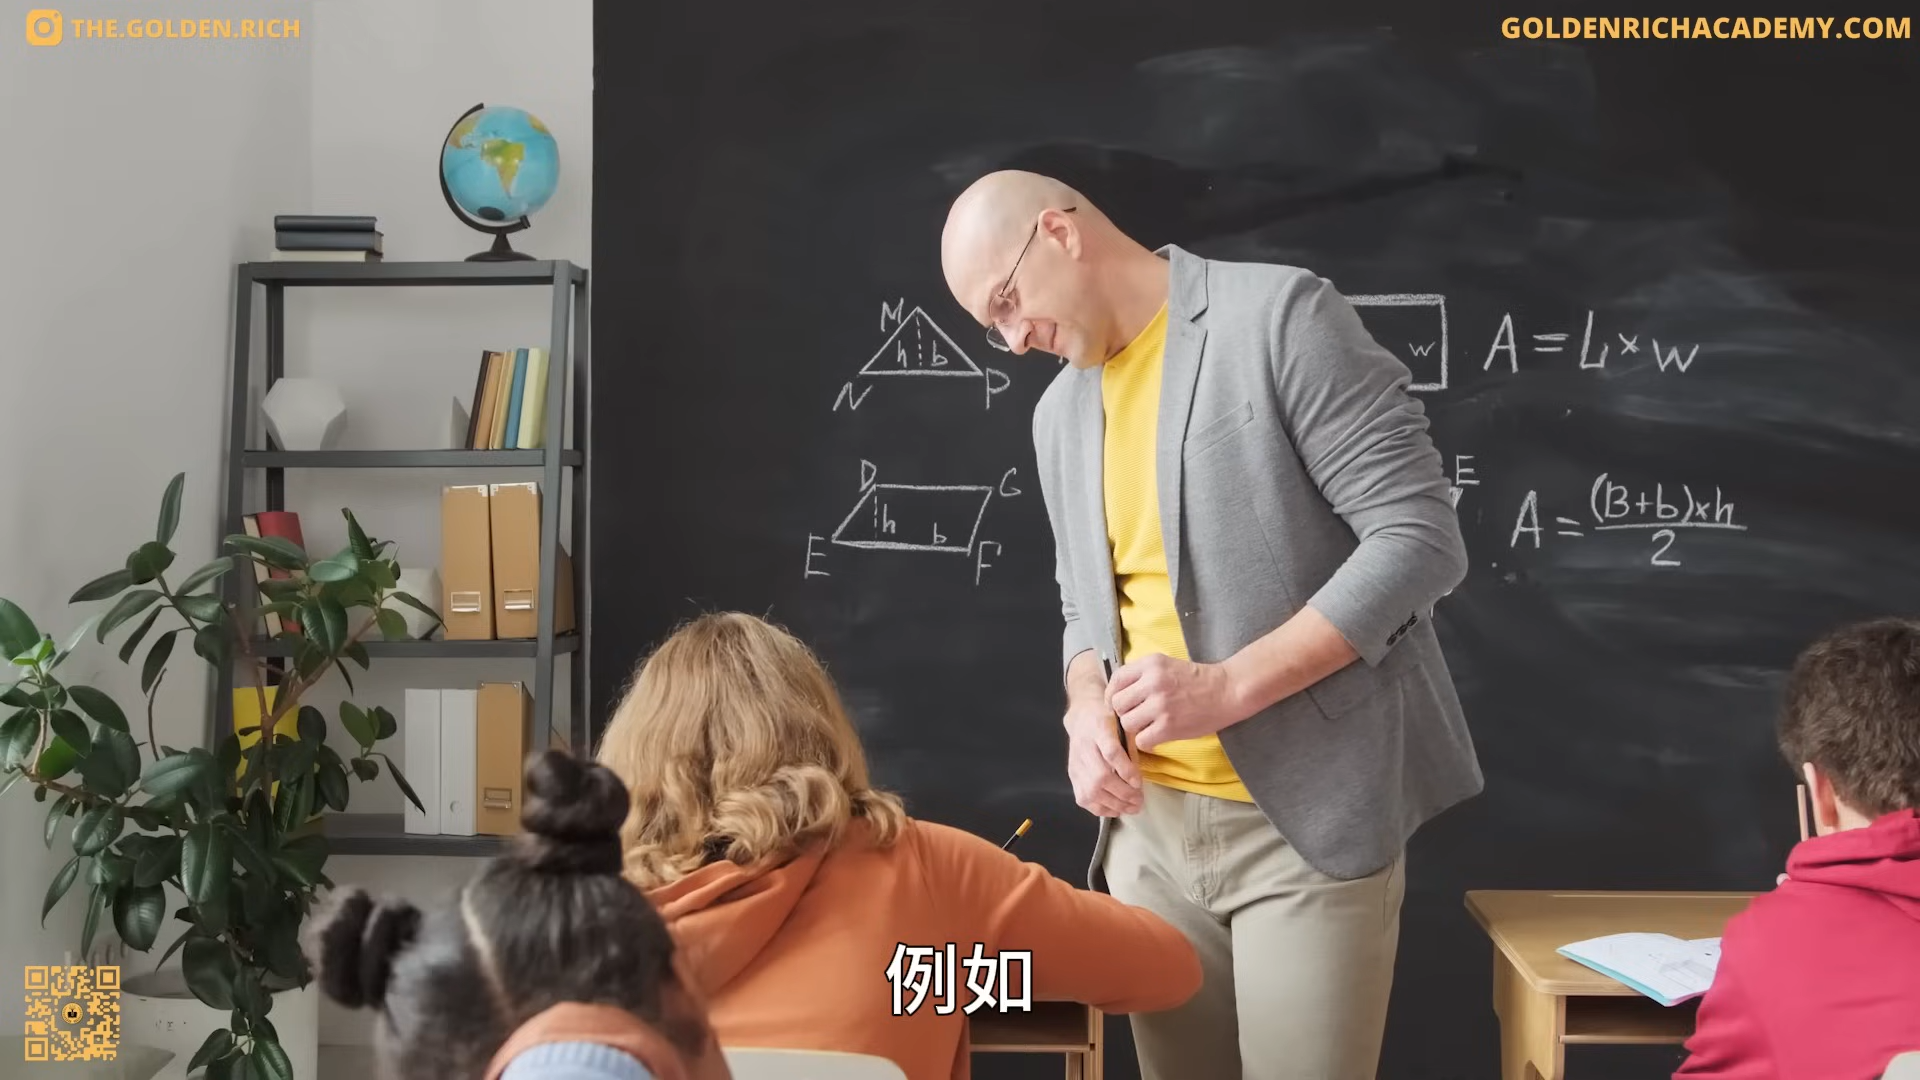 THE.GOLDEN.RICH
GOLDENRICHACADEMY.COM
M
h b
N P
w
A = L × w
D G
h b
E F
E
A = (B+b)×h
2
例如